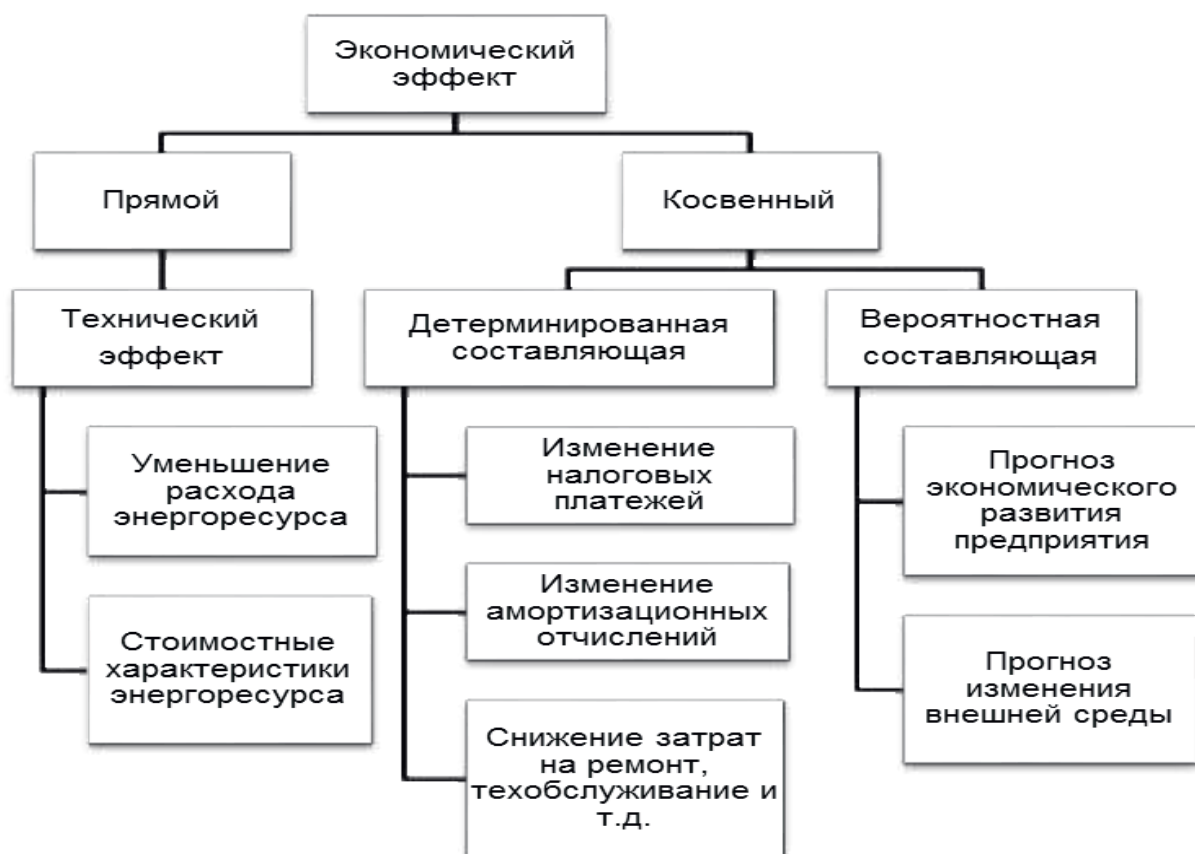 Экономический
эффект
Прямой
Косвенный
Технический
эффект
Детерминированная
составляющая
Вероятностная
составляющая
Уменьшение
расхода
энергоресурса
Стоимостные
характеристики
энергоресурса
Изменение
налоговых
платежей
Изменение
амортизационных
отчислений
Снижение затрат
на ремонт,
техобслуживание и
т.д.
Прогноз
экономического
развития
предприятия
Прогноз
изменения
внешней среды